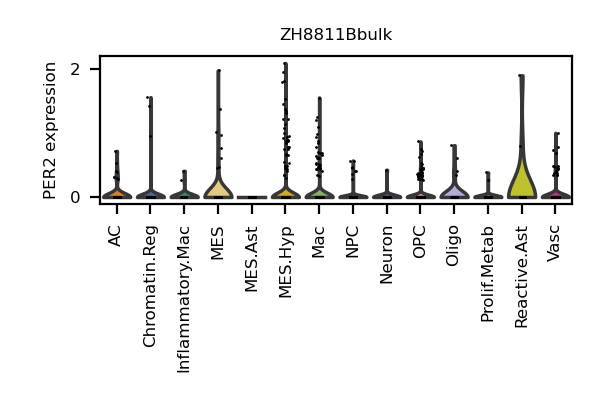 ZH8811Bbulk
PER2 expression
2
0
AC
Chromatin.Reg
Inflammatory.Mac
MES
MES.Ast
MES.Hyp
Mac
NPC
Neuron
OPC
Oligo
Prolif.Metab
Reactive.Ast
Vasc